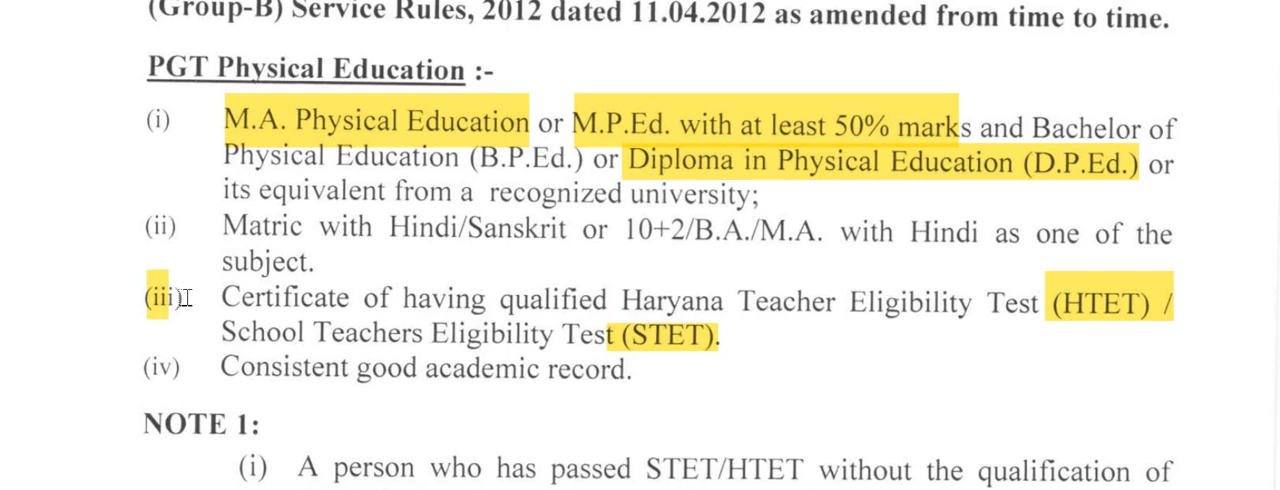 (Group-B) Service Rules, 2012 dated 11.04.2012 as amended from time to time.
PGT Physical Education :-
(i) M.A. Physical Education or M.P.Ed. with at least 50% marks and Bachelor of
Physical Education (B.P.Ed.) or Diploma in Physical Education (D.P.Ed.) or
its equivalent from a recognized university;
(ii) Matric with Hindi/Sanskrit or 10+2/B.A./M.A. with Hindi as one of the
subject.
(iii) Certificate of having qualified Haryana Teacher Eligibility Test (HTET) /
School Teachers Eligibility Test (STET).
(iv) Consistent good academic record.
NOTE 1:
(i) A person who has passed STET/HTET without the qualification of